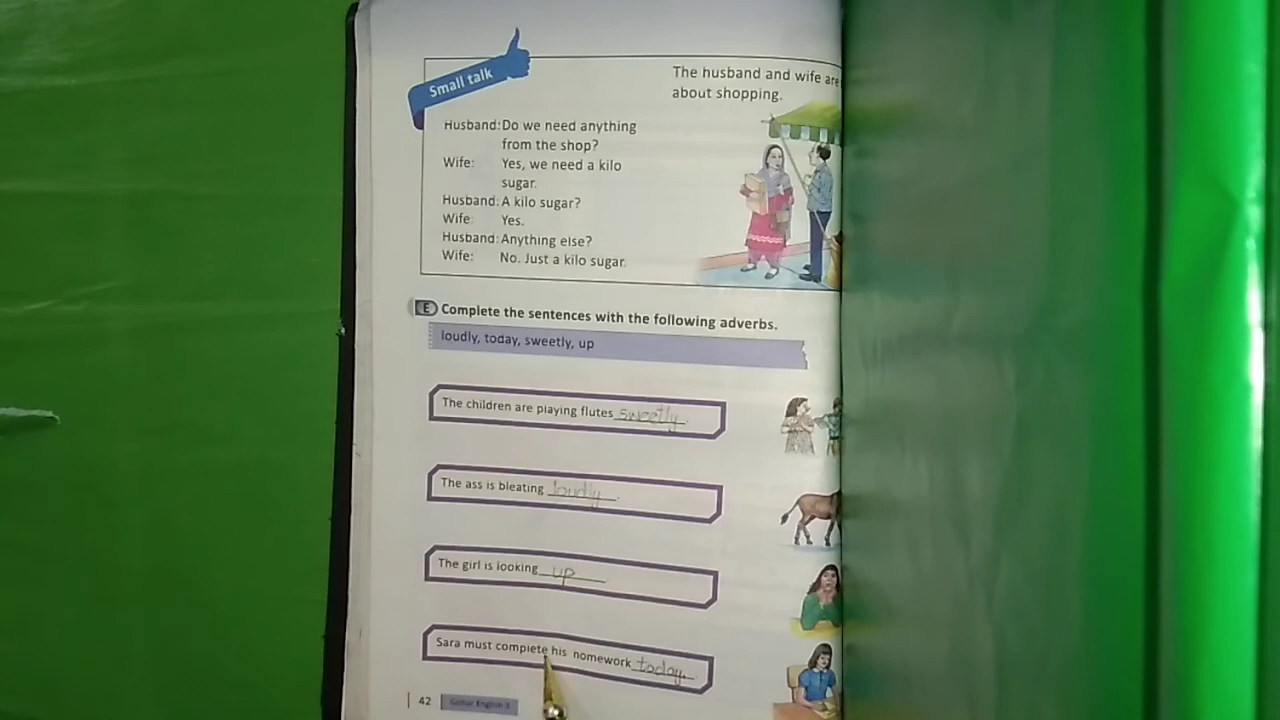 Small talk
The husband and wife are
about shopping.
Husband: Do we need anything
from the shop?
Wife: Yes, we need a kilo
sugar.
Husband: A kilo sugar?
Wife: Yes.
Husband: Anything else?
Wife: No. Just a kilo sugar.
E Complete the sentences with the following adverbs.
loudly, today, sweetly, up
The children are playing flutes sweetly.
The ass is bleating loudly.
The girl is looking up
Sara must complete his homework today.
42
Gohar English 3